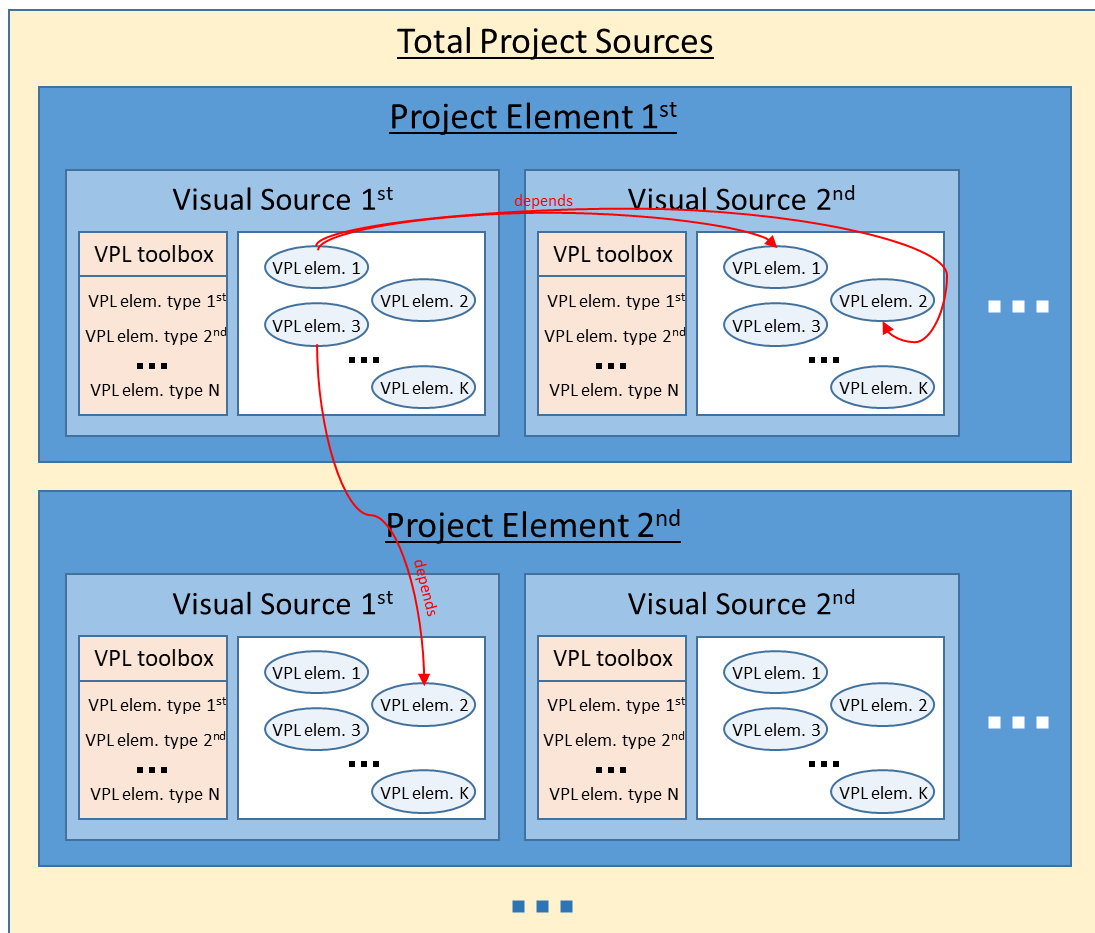 Total Project Sources
Project Element 1st
Visual Source 1st
Visual Source 2nd
depends
VPL toolbox
VPL elem. type 1st
VPL elem. type 2nd
VPL elem. type N
VPL elem. 1
VPL elem. 2
VPL elem. 3
VPL elem. K
VPL toolbox
VPL elem. type 1st
VPL elem. type 2nd
VPL elem. type N
VPL elem. 1
VPL elem. 2
VPL elem. 3
VPL elem. K
Project Element 2nd
depends
Visual Source 1st
Visual Source 2nd
VPL toolbox
VPL elem. type 1st
VPL elem. type 2nd
VPL elem. type N
VPL elem. 1
VPL elem. 2
VPL elem. 3
VPL elem. K
VPL toolbox
VPL elem. type 1st
VPL elem. type 2nd
VPL elem. type N
VPL elem. 1
VPL elem. 2
VPL elem. 3
VPL elem. K